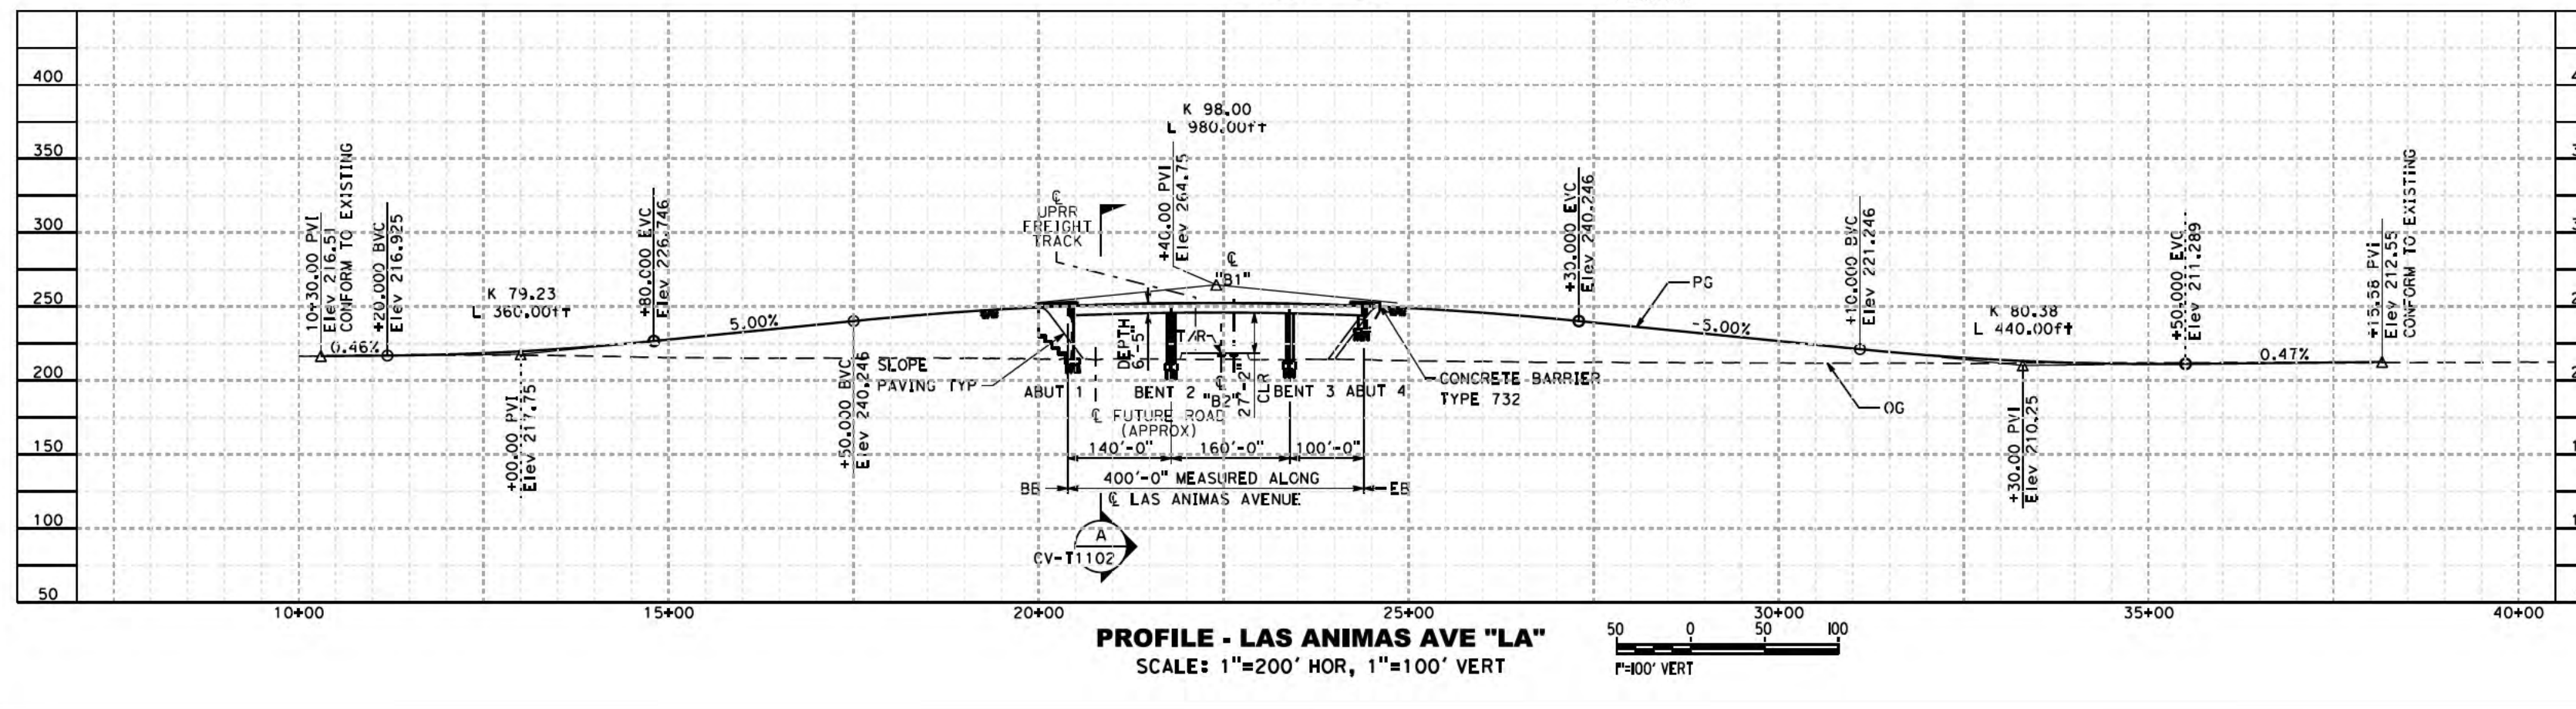 400
350
300
250
200
150
100
50
10+30.00 PVI
Elev 216.51
CONFORM TO EXISTING
+20.000 BVC
Elev 216.925
0.46%
K 79.23
L 360.00ft
+00.00 PVI
Elev 217.75
+80.000 EVC
Elev 226.746
5.00%
+50.000 BVC
Elev 240.246
SLOPE
PAVING TYP
℄
UPRR
FREIGHT
TRACK
K 98.00
L 980.00ft
+40.00 PVI
Elev 264.75
℄
"B1"
DEPTH
6'-5"
T/R
℄
"B2"
27'-2"
CLR
ABUT 1
BENT 2
BENT 3
ABUT 4
℄ FUTURE ROAD
(APPROX)
140'-0"
160'-0"
100'-0"
BB
400'-0" MEASURED ALONG
℄ LAS ANIMAS AVENUE
EB
A
CV-T1102
CONCRETE BARRIER
TYPE 732
+30.000 EVC
Elev 240.246
PG
-5.00%
+10.000 BVC
Elev 221.246
OG
K 80.38
L 440.00ft
+30.00 PVI
Elev 210.25
+50.000 EVC
Elev 211.289
0.47%
+15.58 PVI
Elev 212.55
CONFORM TO EXISTING
10+00
15+00
20+00
25+00
30+00
35+00
40+00
PROFILE - LAS ANIMAS AVE "LA"
SCALE: 1"=200' HOR, 1"=100' VERT
50 0 50 100
1"=100' VERT